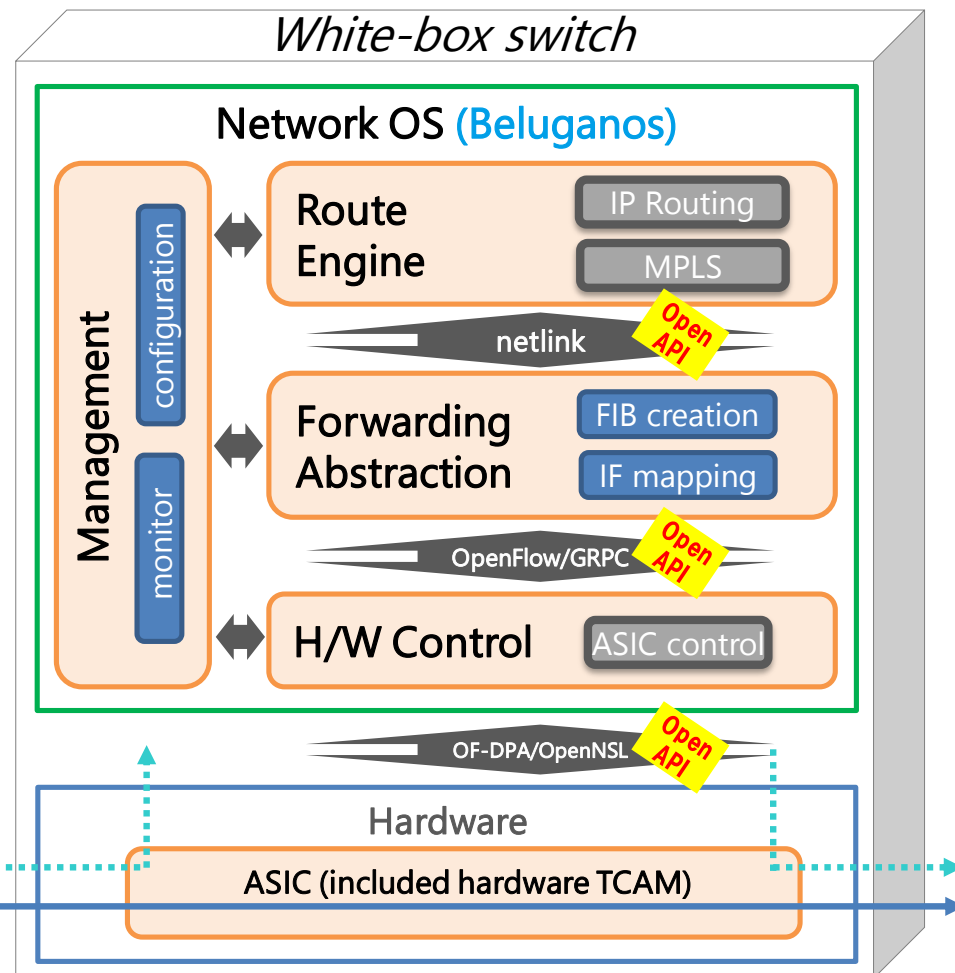 White-box switch
Network OS (Beluganos)
Management
configuration
monitor
Route
Engine
IP Routing
MPLS
netlink
Open
API
Forwarding
Abstraction
FIB creation
IF mapping
OpenFlow/GRPC
Open
API
H/W Control
ASIC control
OF-DPA/OpenNSL
Open
API
Hardware
ASIC (included hardware TCAM)